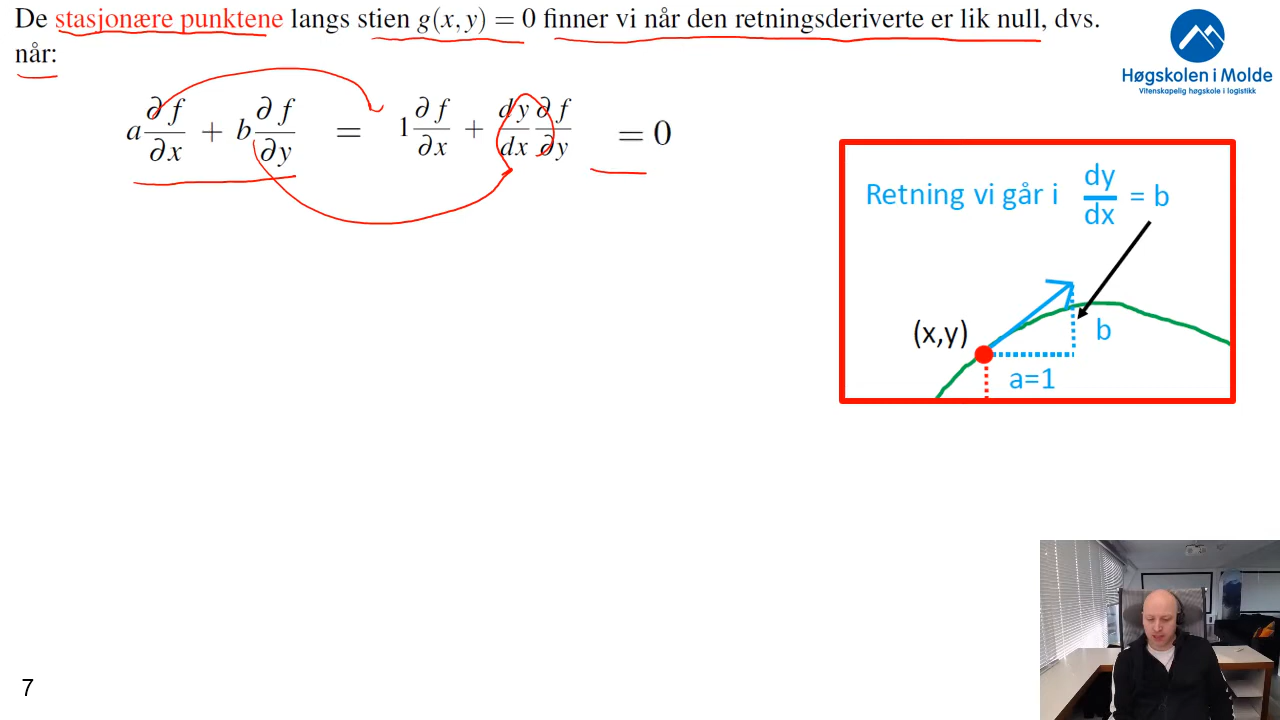 De stasjonære punktene langs stien g(x, y) = 0 finner vi når den retningsderiverte er lik null, dvs.
når:
a ∂f/∂x + b ∂f/∂y = 1 ∂f/∂x + dy/dx ∂f/∂y = 0
Høgskolen i Molde
Vitenskapelig høgskole i logistikk
Retning vi går i dy/dx = b
(x,y)
b
a=1
7